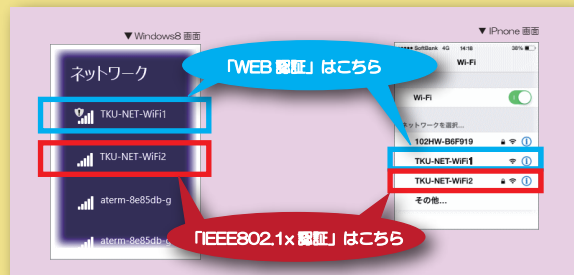 ▼Windows8 画面
▼IPhone 画面
ネットワーク
TKU-NET-WiFi1
TKU-NET-WiFi2
aterm-8e85db-g
aterm-8e85db-g
「WEB 認証」はこちら
「IEEE802.1x 認証」はこちら
SoftBank 4G 14:18 38%
Wi-Fi
Wi-Fi
ネットワークを選択...
102HW-B6F919
TKU-NET-WiFi1
TKU-NET-WiFi2
その他...